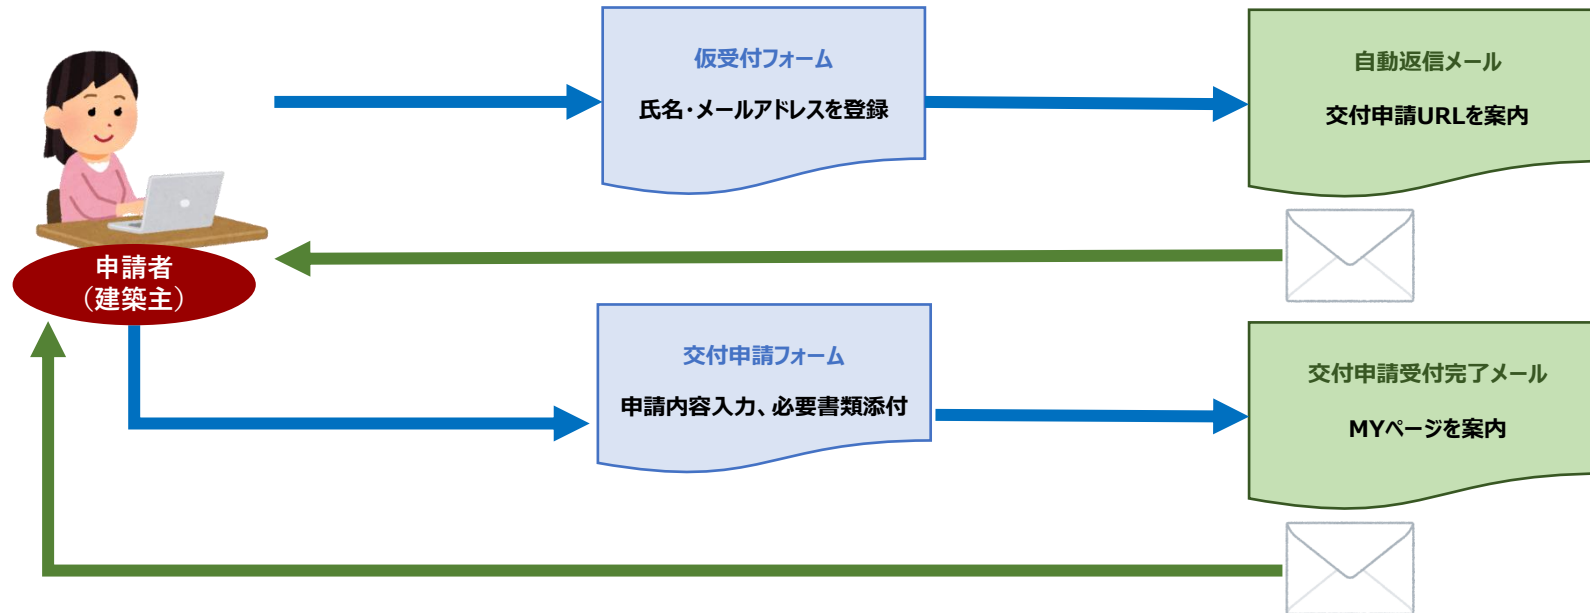 仮受付フォーム
氏名・メールアドレスを登録
自動返信メール
交付申請URLを案内
申請者
（建築主）
交付申請フォーム
申請内容入力、必要書類添付
交付申請受付完了メール
MYページを案内